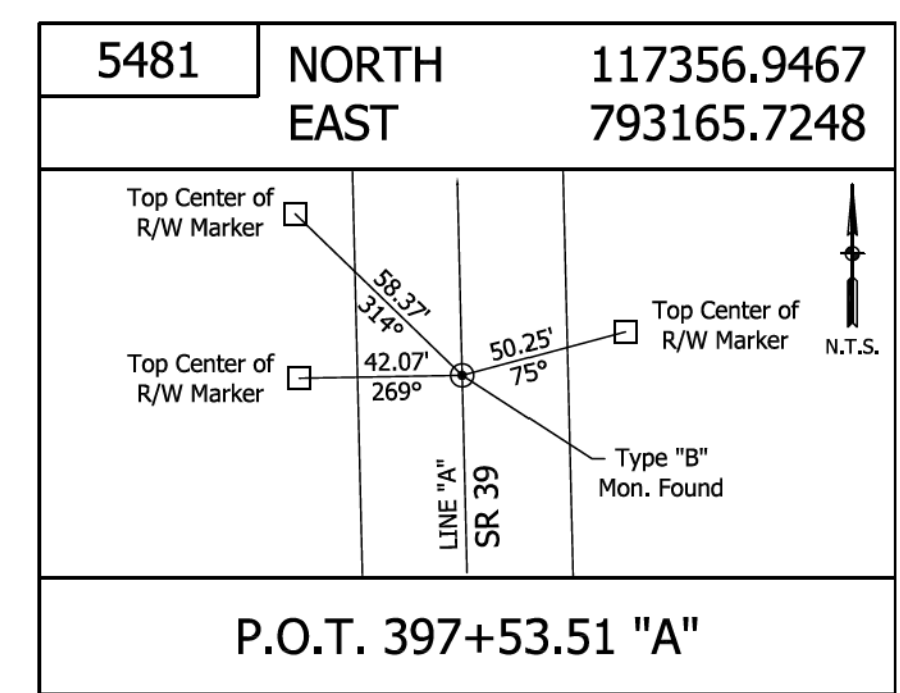 5481
NORTH 117356.9467
EAST 793165.7248
Top Center of
R/W Marker
58.37'
314°
Top Center of
R/W Marker
42.07'
269°
50.25'
75°
Top Center of
R/W Marker
N.T.S.
Type "B"
Mon. Found
LINE "A"
SR 39
P.O.T. 397+53.51 "A"